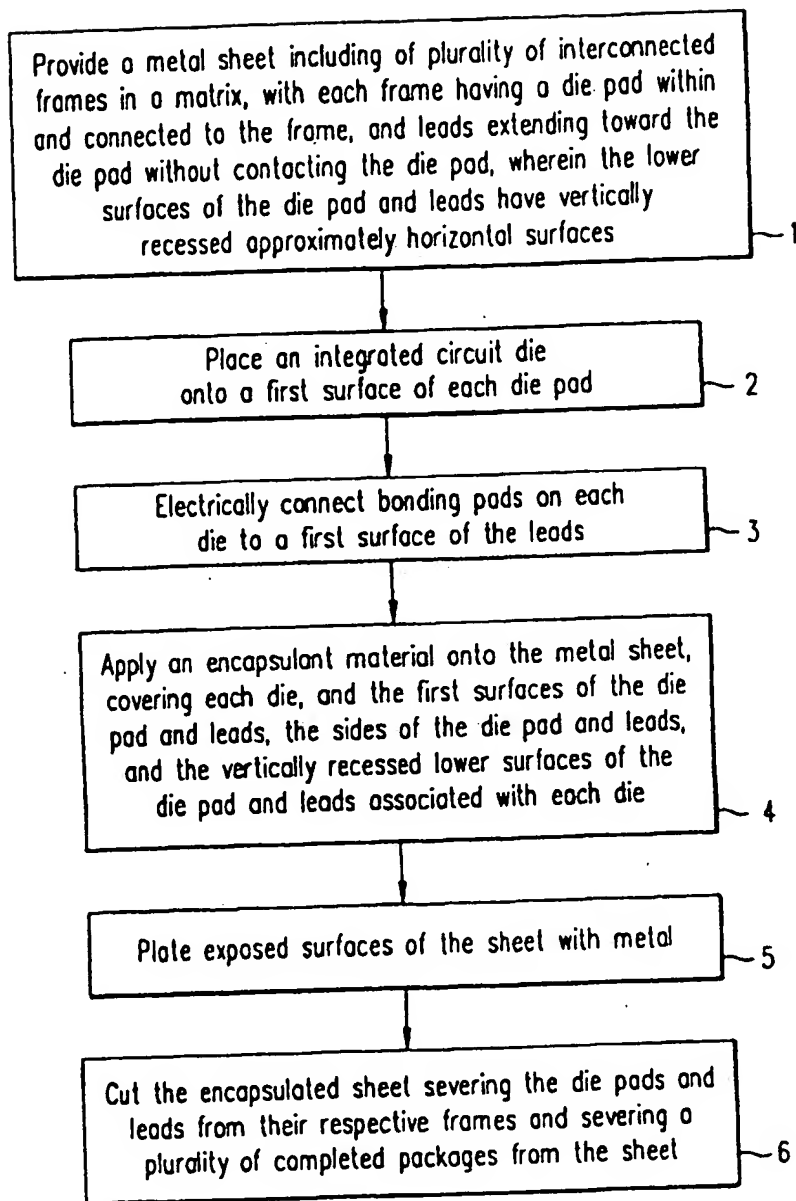 Provide a metal sheet including of plurality of interconnected
frames in a matrix, with each frame having a die pad within
and connected to the frame, and leads extending toward the
die pad without contacting the die pad, wherein the lower
surfaces of the die pad and leads have vertically
recessed approximately horizontal surfaces
1
Place an integrated circuit die
onto a first surface of each die pad
2
Electrically connect bonding pads on each
die to a first surface of the leads
3
Apply an encapsulant material onto the metal sheet,
covering each die, and the first surfaces of the die
pad and leads, the sides of the die pad and leads,
and the vertically recessed lower surfaces of the
die pad and leads associated with each die
4
Plate exposed surfaces of the sheet with metal
5
Cut the encapsulated sheet severing the die pads and
leads from their respective frames and severing a
plurality of completed packages from the sheet
6